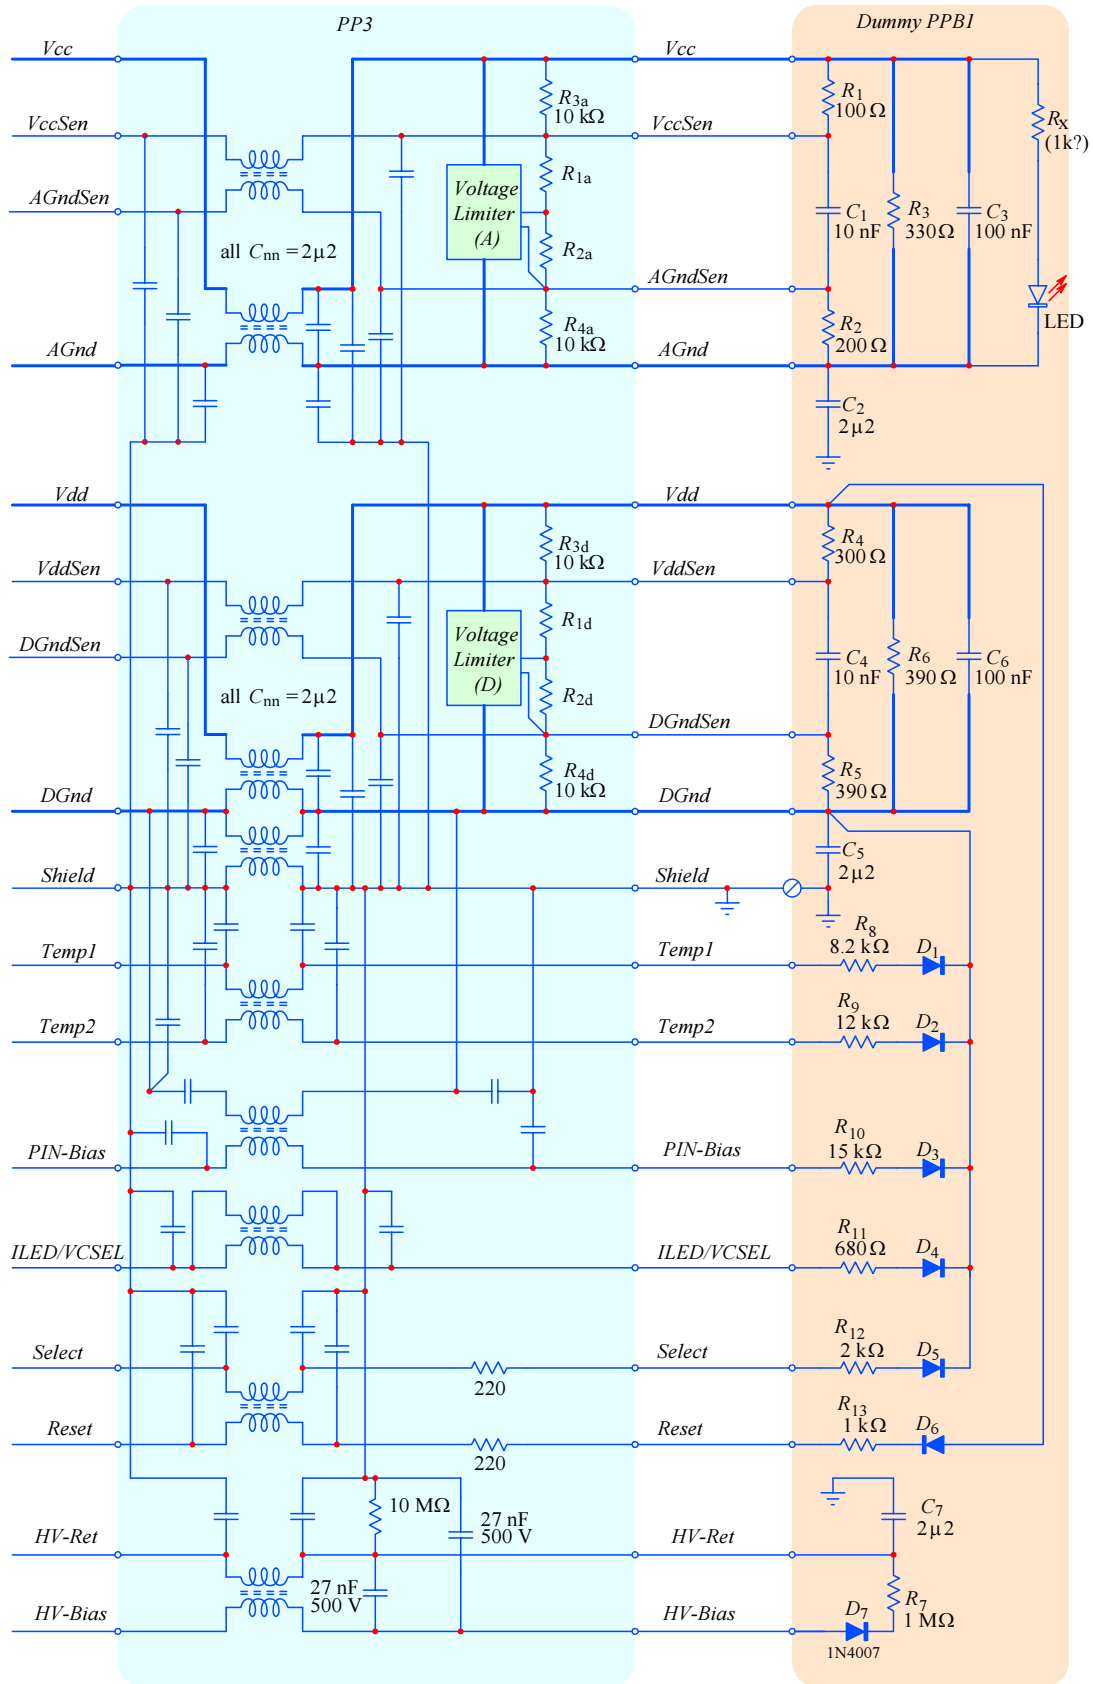 PP3
Dummy PPB1
Vcc
Vcc
R3a
10 kΩ
R1
100 Ω
RX
(1k?)
VccSen
VccSen
R1a
Voltage
Limiter
(A)
AGndSen
C1
10 nF
R3
330Ω
C3
100 nF
all Cnn = 2µ2
R2a
AGndSen
R4a
10 kΩ
R2
200 Ω
LED
AGnd
AGnd
C2
2µ2
Vdd
Vdd
R3d
10 kΩ
R4
300 Ω
VddSen
VddSen
R1d
Voltage
Limiter
(D)
DGndSen
C4
10 nF
R6
390 Ω
C6
100 nF
all Cnn = 2µ2
R2d
DGndSen
R4d
10 kΩ
R5
390 Ω
DGnd
DGnd
C5
2µ2
Shield
Shield
R8
8.2 kΩ
D1
Temp1
Temp1
R9
12 kΩ
D2
Temp2
Temp2
R10
15 kΩ
D3
PIN-Bias
PIN-Bias
R11
680 Ω
D4
ILED/VCSEL
ILED/VCSEL
R12
2 kΩ
D5
Select
220
Select
R13
1 kΩ
D6
Reset
220
Reset
10 MΩ
27 nF
500 V
C7
2µ2
HV-Ret
HV-Ret
27 nF
500 V
R7
1 MΩ
HV-Bias
HV-Bias
D7
1N4007